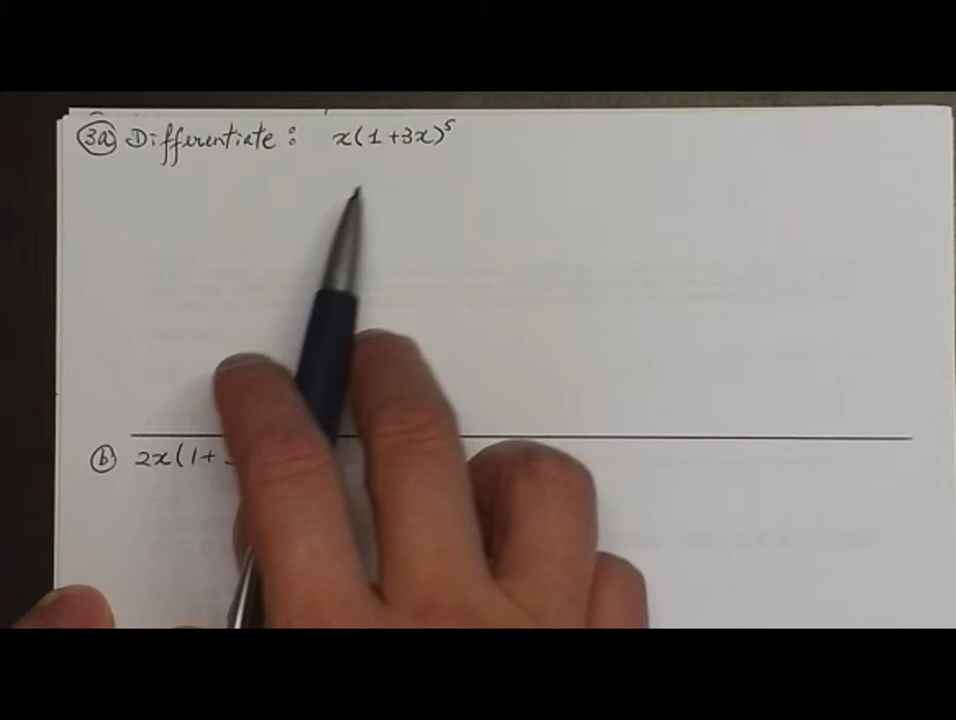 3a Differentiate : x(1+3x)⁵
b 2x(1+